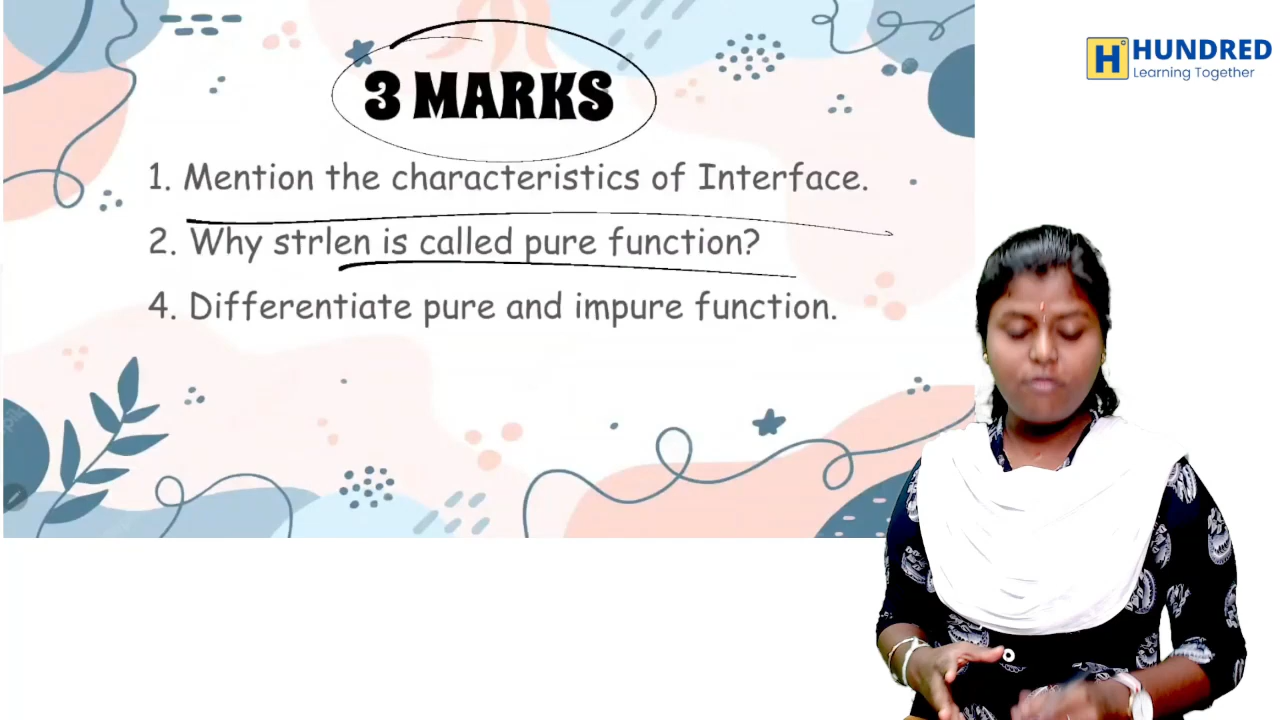 HUNDRED
Learning Together
3 MARKS
1. Mention the characteristics of Interface.
2. Why strlen is called pure function?
4. Differentiate pure and impure function.